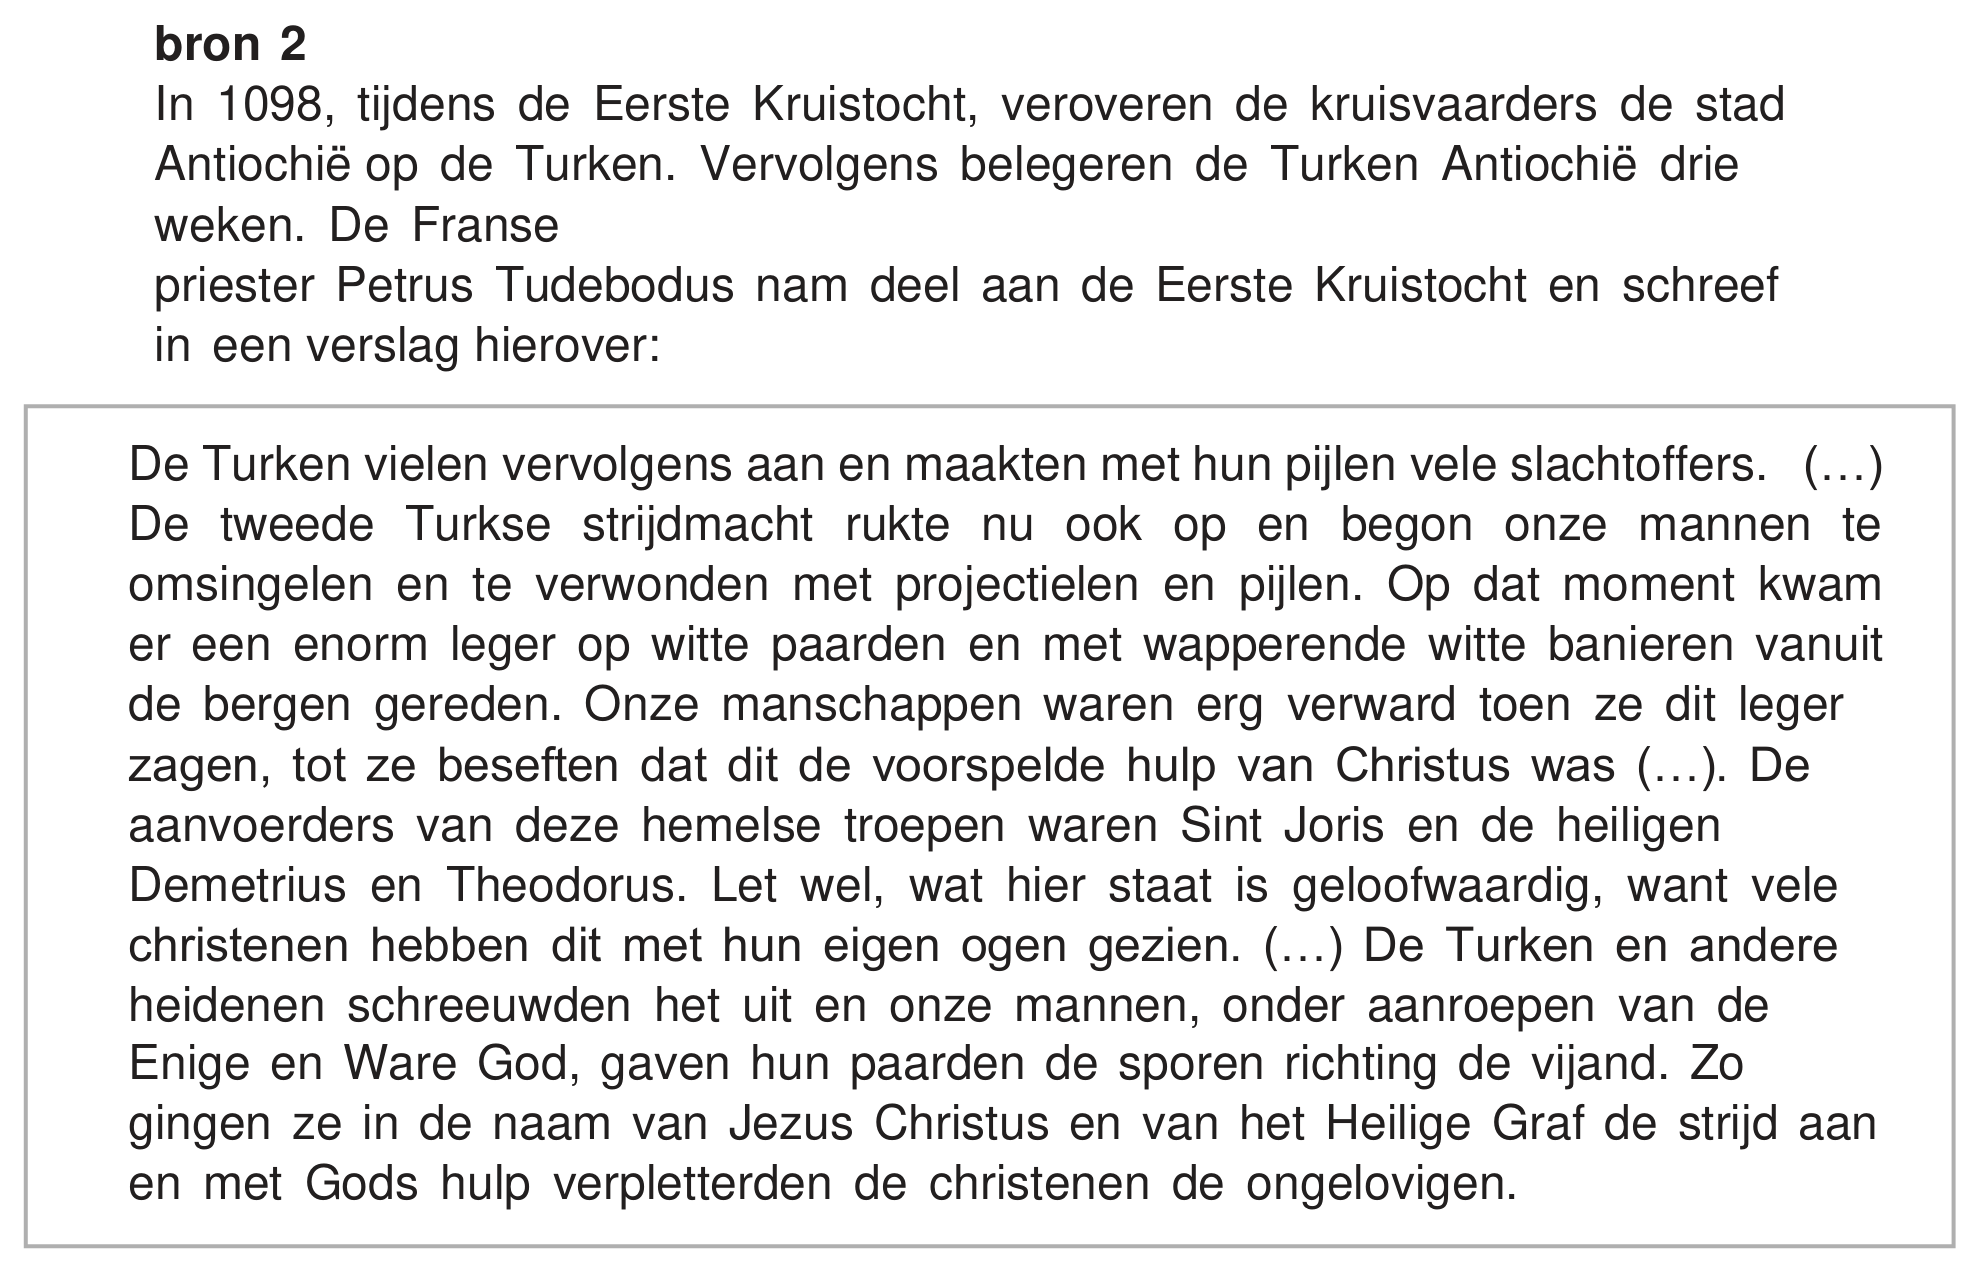 bron 2
In 1098, tijdens de Eerste Kruistocht, veroveren de kruisvaarders de stad
Antiochië op de Turken. Vervolgens belegeren de Turken Antiochië drie
weken. De Franse
priester Petrus Tudebodus nam deel aan de Eerste Kruistocht en schreef
in een verslag hierover:
De Turken vielen vervolgens aan en maakten met hun pijlen vele slachtoffers. (…)
De tweede Turkse strijdmacht rukte nu ook op en begon onze mannen te
omsingelen en te verwonden met projectielen en pijlen. Op dat moment kwam
er een enorm leger op witte paarden en met wapperende witte banieren vanuit
de bergen gereden. Onze manschappen waren erg verward toen ze dit leger
zagen, tot ze beseften dat dit de voorspelde hulp van Christus was (…). De
aanvoerders van deze hemelse troepen waren Sint Joris en de heiligen
Demetrius en Theodorus. Let wel, wat hier staat is geloofwaardig, want vele
christenen hebben dit met hun eigen ogen gezien. (…) De Turken en andere
heidenen schreeuwden het uit en onze mannen, onder aanroepen van de
Enige en Ware God, gaven hun paarden de sporen richting de vijand. Zo
gingen ze in de naam van Jezus Christus en van het Heilige Graf de strijd aan
en met Gods hulp verpletterden de christenen de ongelovigen.